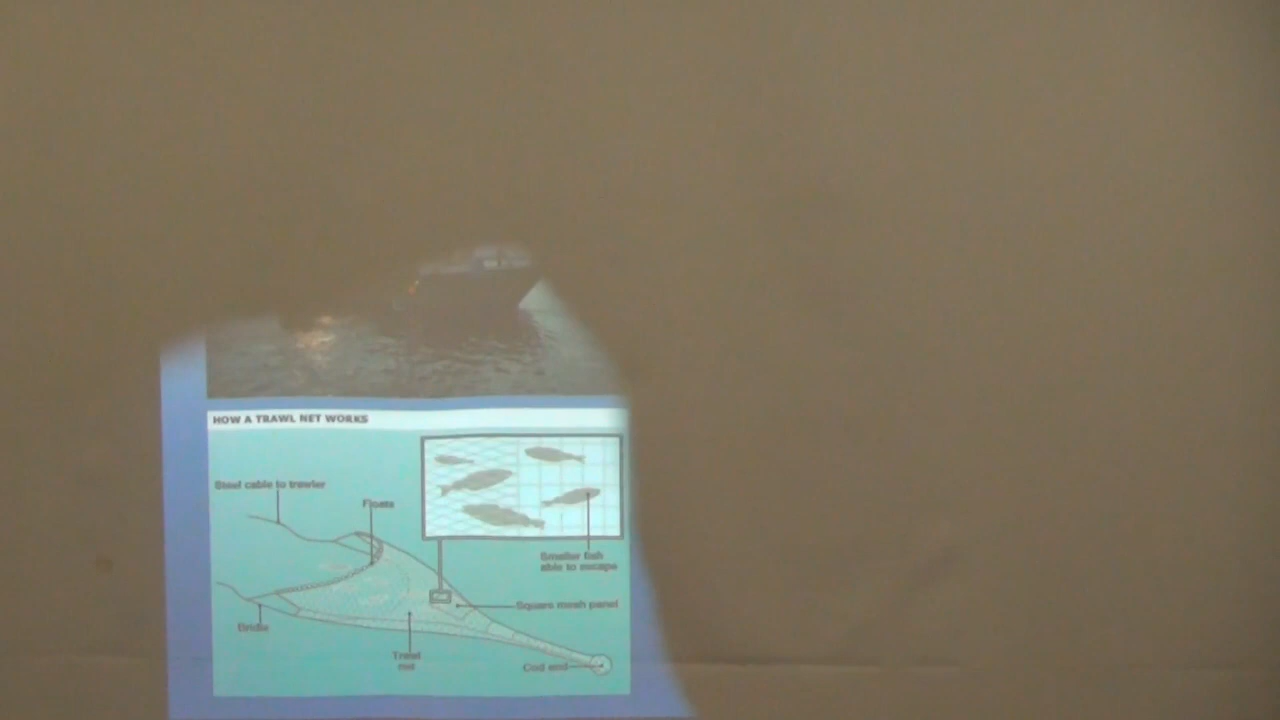 HOW A TRAWL NET WORKS
Steel cable to trawler
Floats
Smaller fish
able to escape
Square mesh panel
Bridle
Trawl
net
Cod end